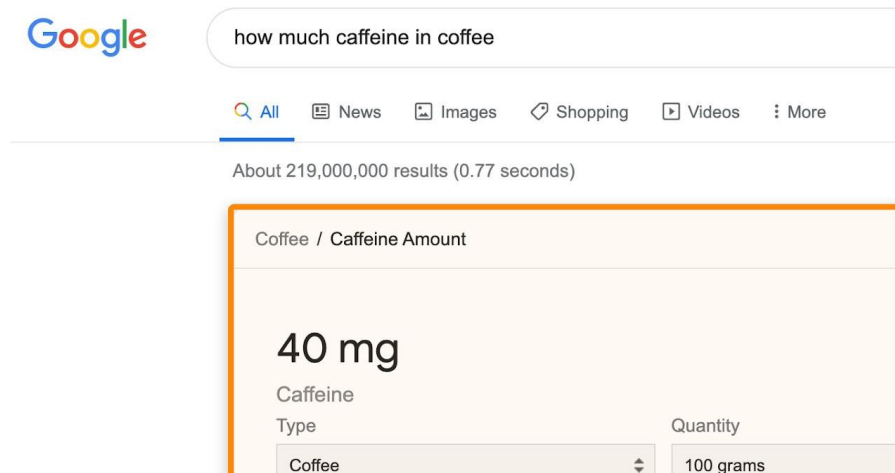 Google
how much caffeine in coffee
All News Images Shopping Videos More
About 219,000,000 results (0.77 seconds)
Coffee / Caffeine Amount
40 mg
Caffeine
Type Quantity
Coffee 100 grams